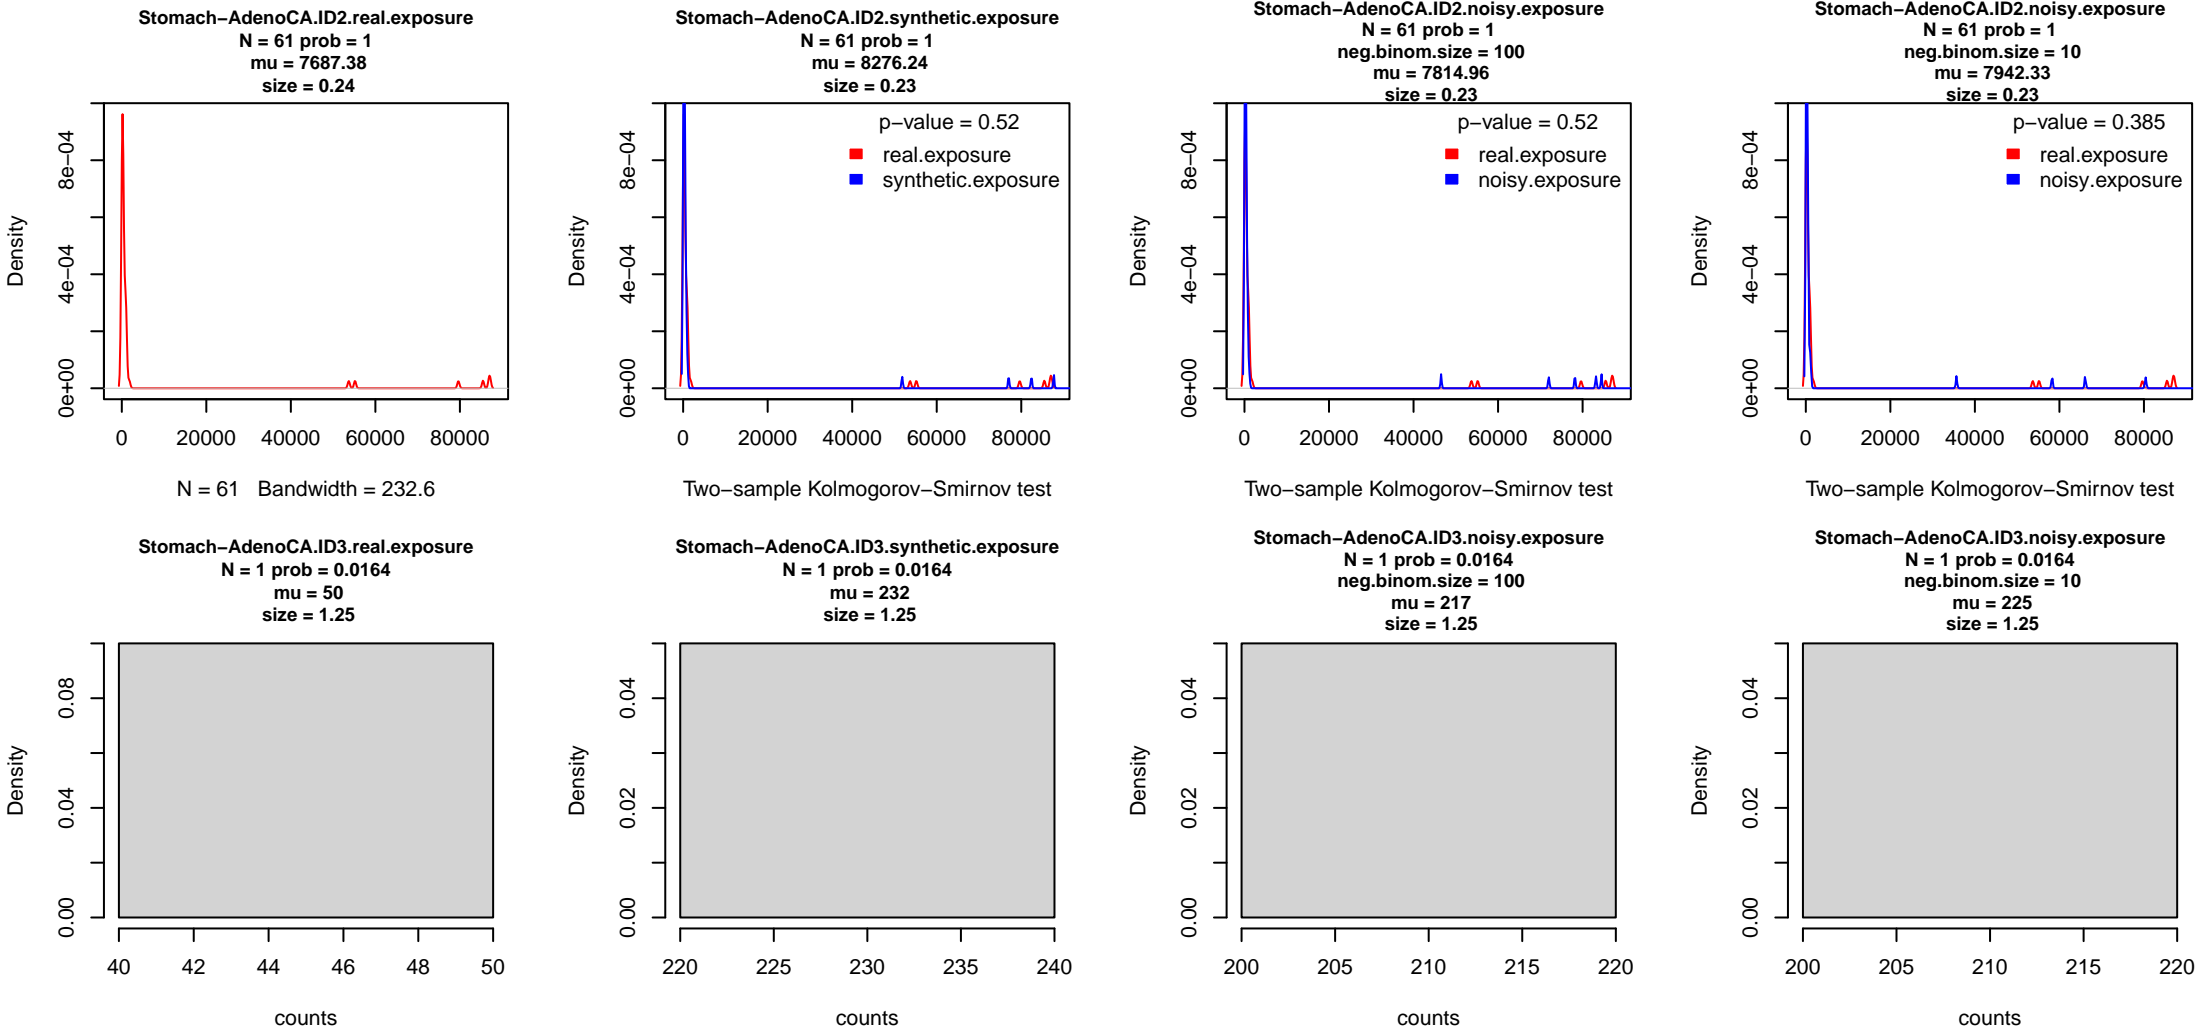 Stomach−AdenoCA.ID2.real.exposure
N = 61 prob = 1
mu = 7687.38
size = 0.24
Density
0e+00 4e−04 8e−04
0 20000 40000 60000 80000
N = 61 Bandwidth = 232.6
Stomach−AdenoCA.ID2.synthetic.exposure
N = 61 prob = 1
mu = 8276.24
size = 0.23
p−value = 0.52
real.exposure
synthetic.exposure
Density
0e+00 4e−04 8e−04
0 20000 40000 60000 80000
Two−sample Kolmogorov−Smirnov test
Stomach−AdenoCA.ID2.noisy.exposure
N = 61 prob = 1
neg.binom.size = 100
mu = 7814.96
size = 0.23
p−value = 0.52
real.exposure
noisy.exposure
Density
0e+00 4e−04 8e−04
0 20000 40000 60000 80000
Two−sample Kolmogorov−Smirnov test
Stomach−AdenoCA.ID2.noisy.exposure
N = 61 prob = 1
neg.binom.size = 10
mu = 7942.33
size = 0.23
p−value = 0.385
real.exposure
noisy.exposure
Density
0e+00 4e−04 8e−04
0 20000 40000 60000 80000
Two−sample Kolmogorov−Smirnov test
Stomach−AdenoCA.ID3.real.exposure
N = 1 prob = 0.0164
mu = 50
size = 1.25
Density
0.00 0.04 0.08
40 42 44 46 48 50
counts
Stomach−AdenoCA.ID3.synthetic.exposure
N = 1 prob = 0.0164
mu = 232
size = 1.25
Density
0.00 0.02 0.04
220 225 230 235 240
counts
Stomach−AdenoCA.ID3.noisy.exposure
N = 1 prob = 0.0164
neg.binom.size = 100
mu = 217
size = 1.25
Density
0.00 0.02 0.04
200 205 210 215 220
counts
Stomach−AdenoCA.ID3.noisy.exposure
N = 1 prob = 0.0164
neg.binom.size = 10
mu = 225
size = 1.25
Density
0.00 0.02 0.04
200 205 210 215 220
counts